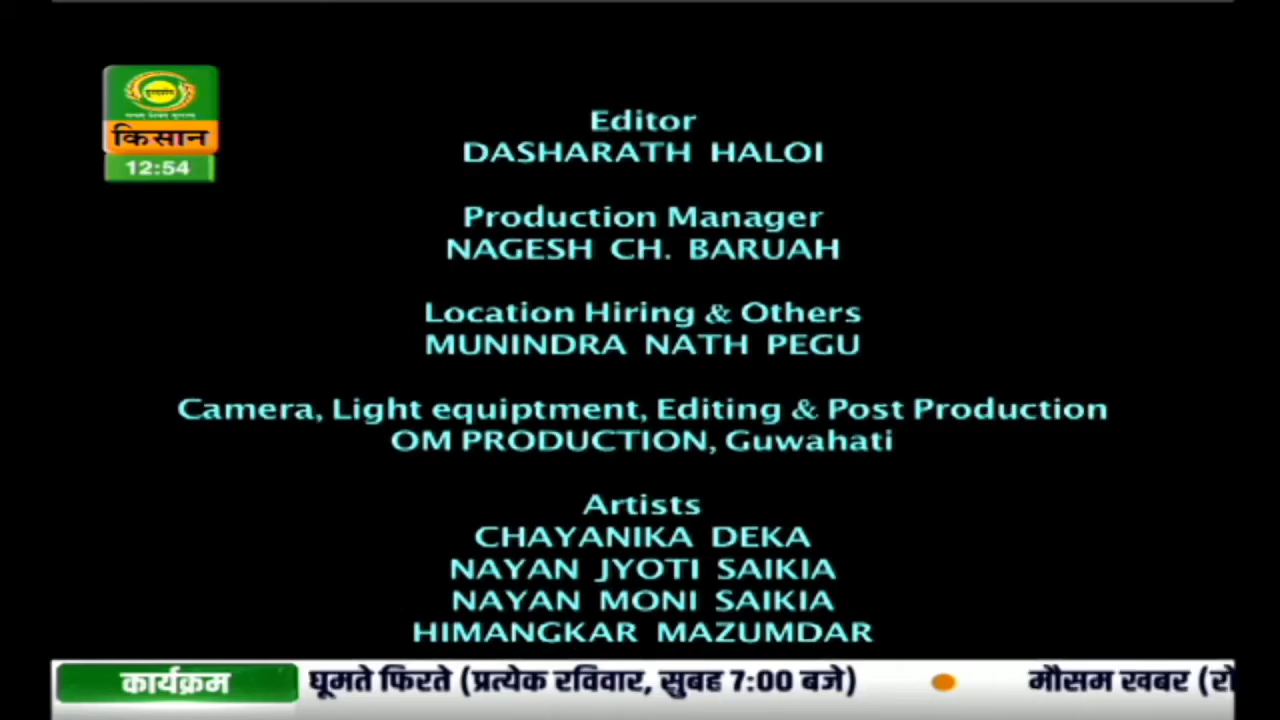 किसान
12:54
Editor
DASHARATH HALOI
Production Manager
NAGESH CH. BARUAH
Location Hiring & Others
MUNINDRA NATH PEGU
Camera, Light equiptment, Editing & Post Production
OM PRODUCTION, Guwahati
Artists
CHAYANIKA DEKA
NAYAN JYOTI SAIKIA
NAYAN MONI SAIKIA
HIMANGKAR MAZUMDAR
कार्यक्रम घूमते फिरते (प्रत्येक रविवार, सुबह 7:00 बजे) मौसम खबर